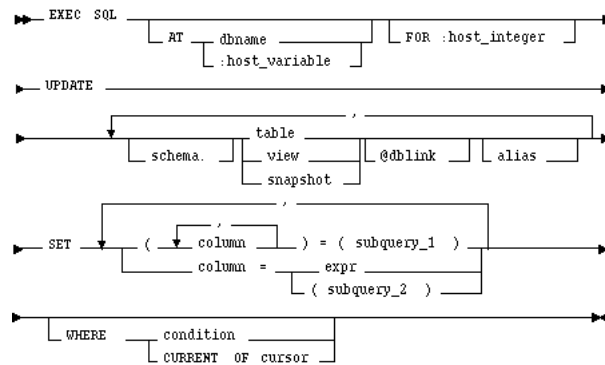 EXEC SQL
AT dbname
:host_variable
FOR :host_integer
UPDATE
,
table
schema. view @dblink alias
snapshot
,
,
SET ( column ) = ( subquery_1 )
column = expr
( subquery_2 )
WHERE condition
CURRENT OF cursor